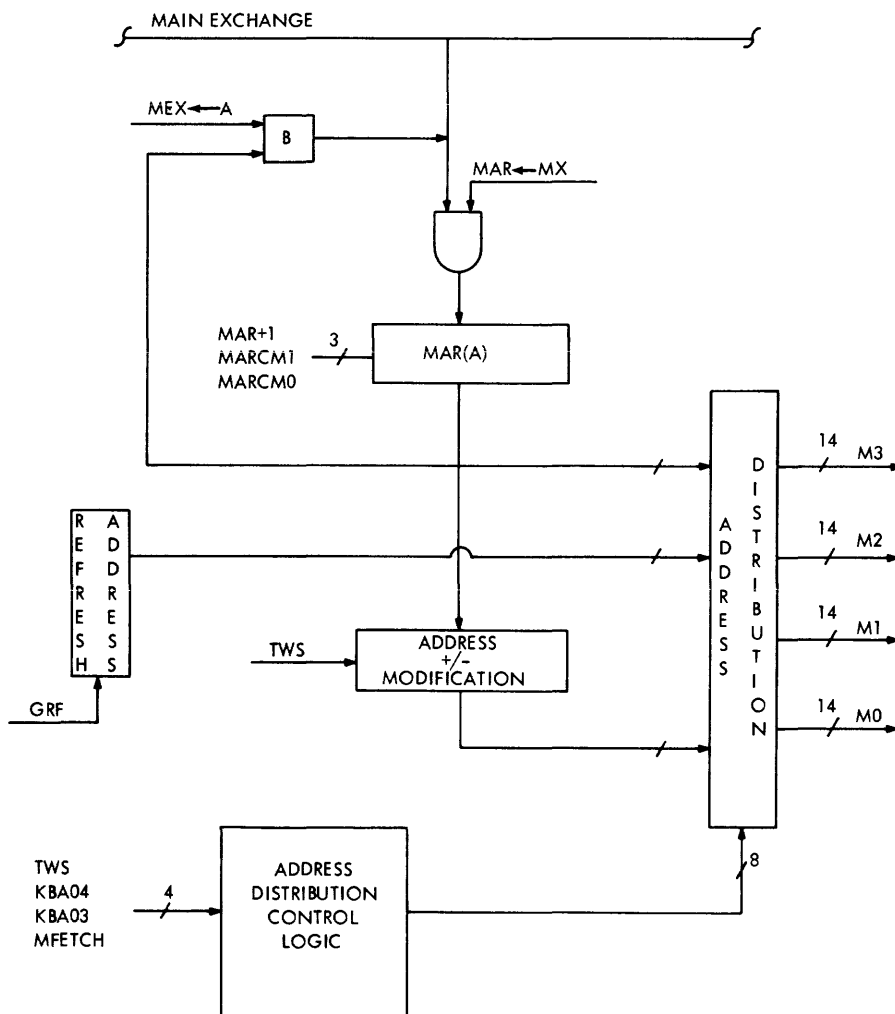 MAIN EXCHANGE
MEX←A
B
MAR←MX
MAR+1
MARCM1
MARCM0
3
MAR(A)
REFRESH
ADDRESS
GRF
TWS
ADDRESS
+/-
MODIFICATION
ADDRESS
DISTRIBUTION
14
M3
14
M2
14
M1
14
M0
8
TWS
KBA04
KBA03
MFETCH
4
ADDRESS
DISTRIBUTION
CONTROL
LOGIC